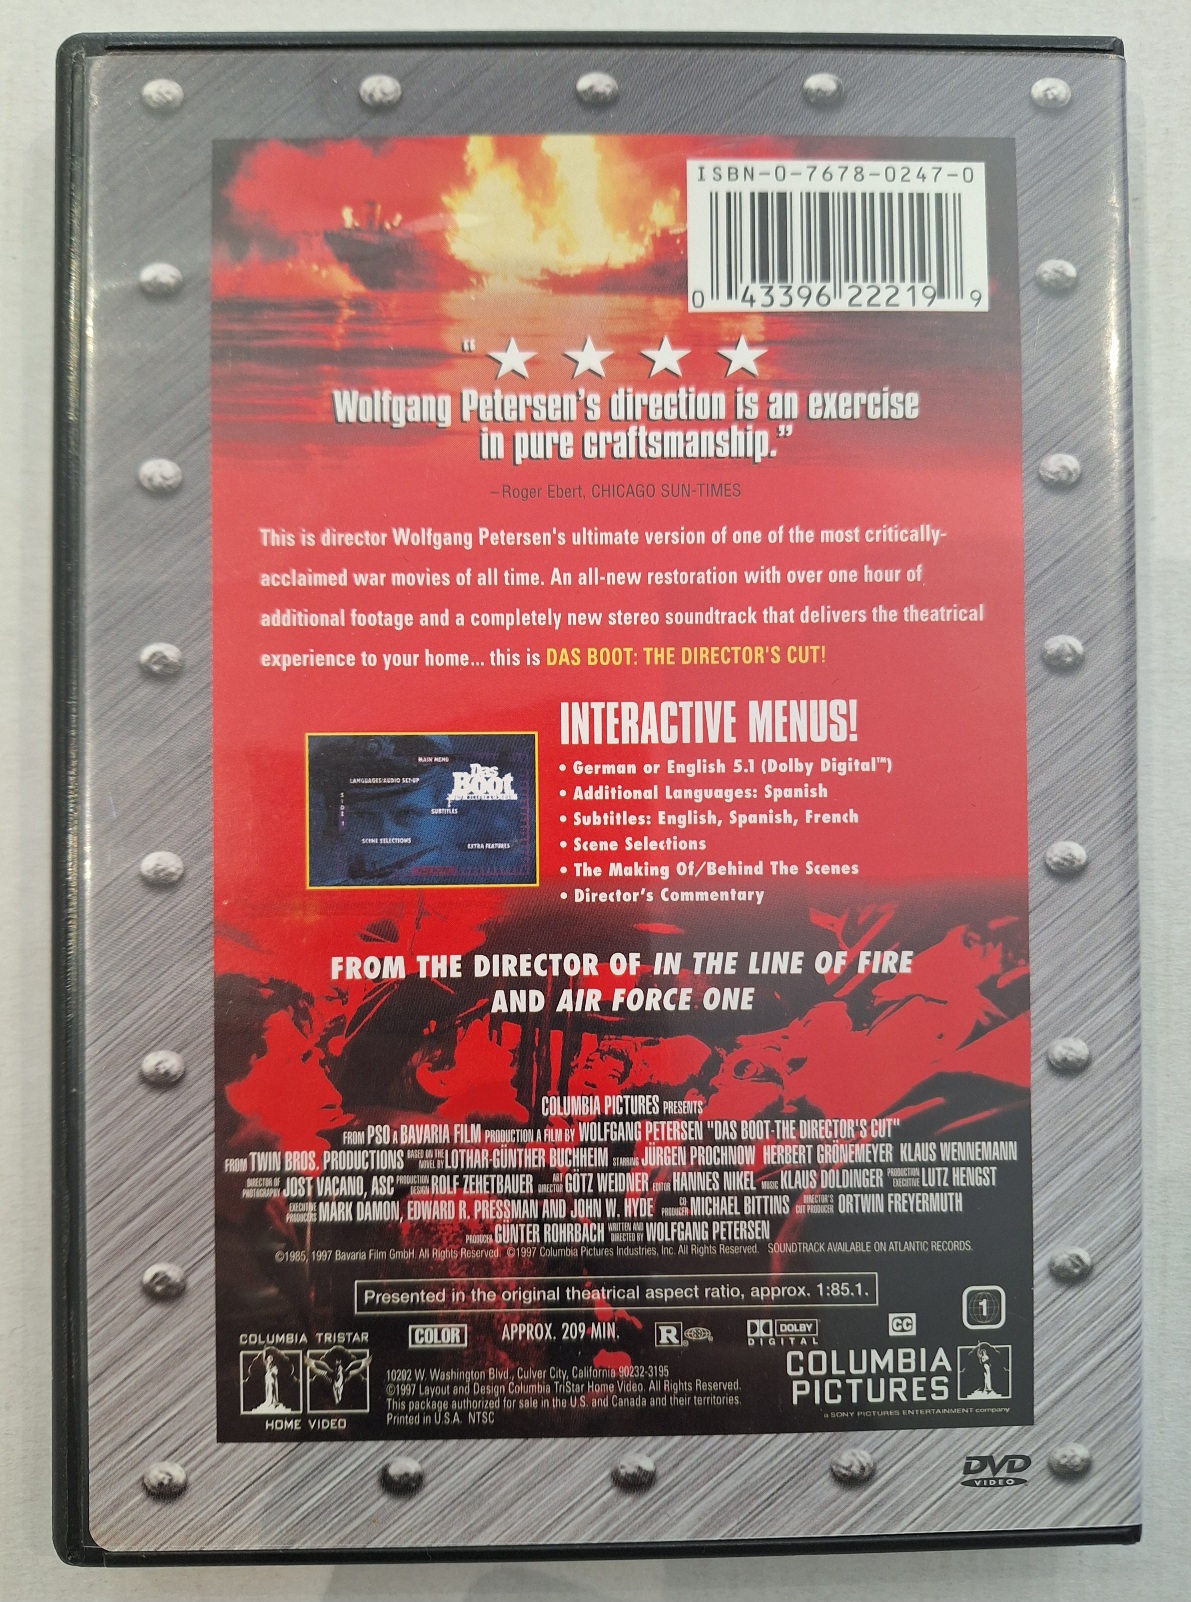 ISBN-0-7678-0247-0
0 43396 22219 9
“ ★ ★ ★ ★
Wolfgang Petersen's direction is an exercise
in pure craftsmanship.”
–Roger Ebert, CHICAGO SUN-TIMES
This is director Wolfgang Petersen's ultimate version of one of the most critically-
acclaimed war movies of all time. An all-new restoration with over one hour of
additional footage and a completely new stereo soundtrack that delivers the theatrical
experience to your home... this is DAS BOOT: THE DIRECTOR'S CUT!
INTERACTIVE MENUS!
• German or English 5.1 (Dolby Digital™)
• Additional Languages: Spanish
• Subtitles: English, Spanish, French
• Scene Selections
• The Making Of/Behind The Scenes
• Director's Commentary
MAIN MENU
LANGUAGES/AUDIO SET-UP
Das Boot
SIDE 1
SUBTITLES
SCENE SELECTIONS
EXTRA FEATURES
FROM THE DIRECTOR OF IN THE LINE OF FIRE
AND AIR FORCE ONE
COLUMBIA PICTURES PRESENTS
FROM PSO A BAVARIA FILM PRODUCTION A FILM BY WOLFGANG PETERSEN "DAS BOOT-THE DIRECTOR'S CUT"
FROM TWIN BROS. PRODUCTIONS BASED ON THE NOVEL BY LOTHAR-GÜNTHER BUCHHEIM STARRING JÜRGEN PROCHNOW HERBERT GRÖNEMEYER KLAUS WENNEMANN
DIRECTOR OF PHOTOGRAPHY JOST VACANO, ASC PRODUCTION DESIGN ROLF ZEHETBAUER ART DIRECTOR GÖTZ WEIDNER EDITOR HANNES NIKEL MUSIC KLAUS DOLDINGER PRODUCTION EXECUTIVE LUTZ HENGST
EXECUTIVE PRODUCERS MARK DAMON, EDWARD R. PRESSMAN AND JOHN W. HYDE CO PRODUCER MICHAEL BITTINS DIRECTOR'S CUT PRODUCER ORTWIN FREYERMUTH
PRODUCER GÜNTER ROHRBACH WRITTEN AND DIRECTED BY WOLFGANG PETERSEN
©1985, 1997 Bavaria Film GmbH. All Rights Reserved. ©1997 Columbia Pictures Industries, Inc. All Rights Reserved. SOUNDTRACK AVAILABLE ON ATLANTIC RECORDS.
Presented in the original theatrical aspect ratio, approx. 1:85.1.
1
COLUMBIA TRISTAR
HOME VIDEO
COLOR
APPROX. 209 MIN.
R
DOLBY
DIGITAL
CC
10202 W. Washington Blvd., Culver City, California 90232-3195
©1997 Layout and Design Columbia TriStar Home Video. All Rights Reserved.
This package authorized for sale in the U.S. and Canada and their territories.
Printed in U.S.A. NTSC
COLUMBIA
PICTURES
a SONY PICTURES ENTERTAINMENT company
DVD
VIDEO